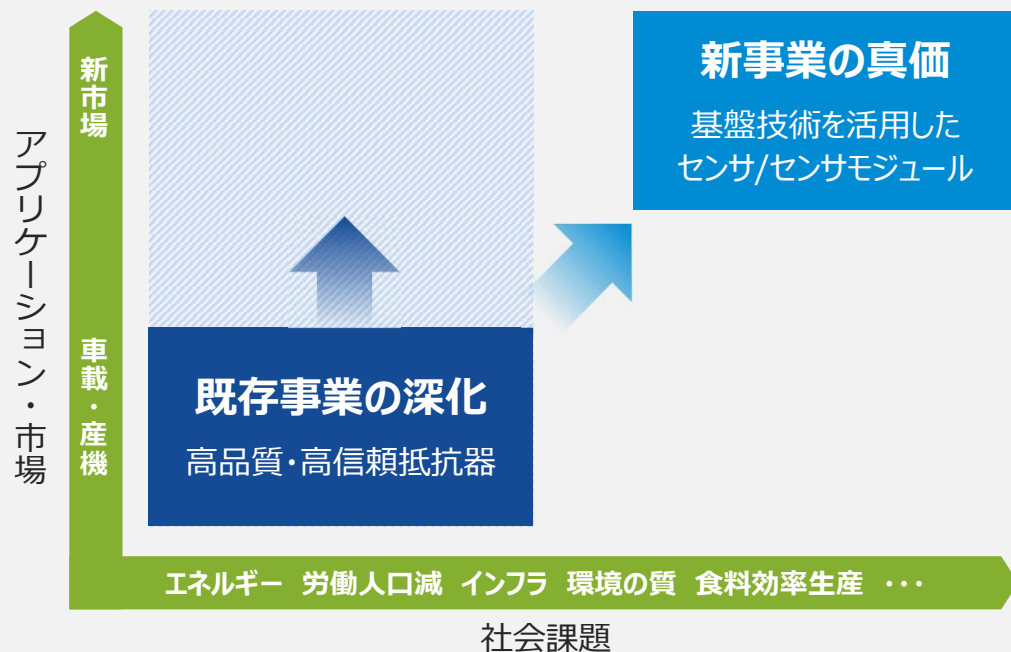 アプリケーション・市場
新市場
車載・産機
新事業の真価
基盤技術を活用した
センサ/センサモジュール
既存事業の深化
高品質・高信頼抵抗器
エネルギー 労働人口減 インフラ 環境の質 食料効率生産 ・・・
社会課題